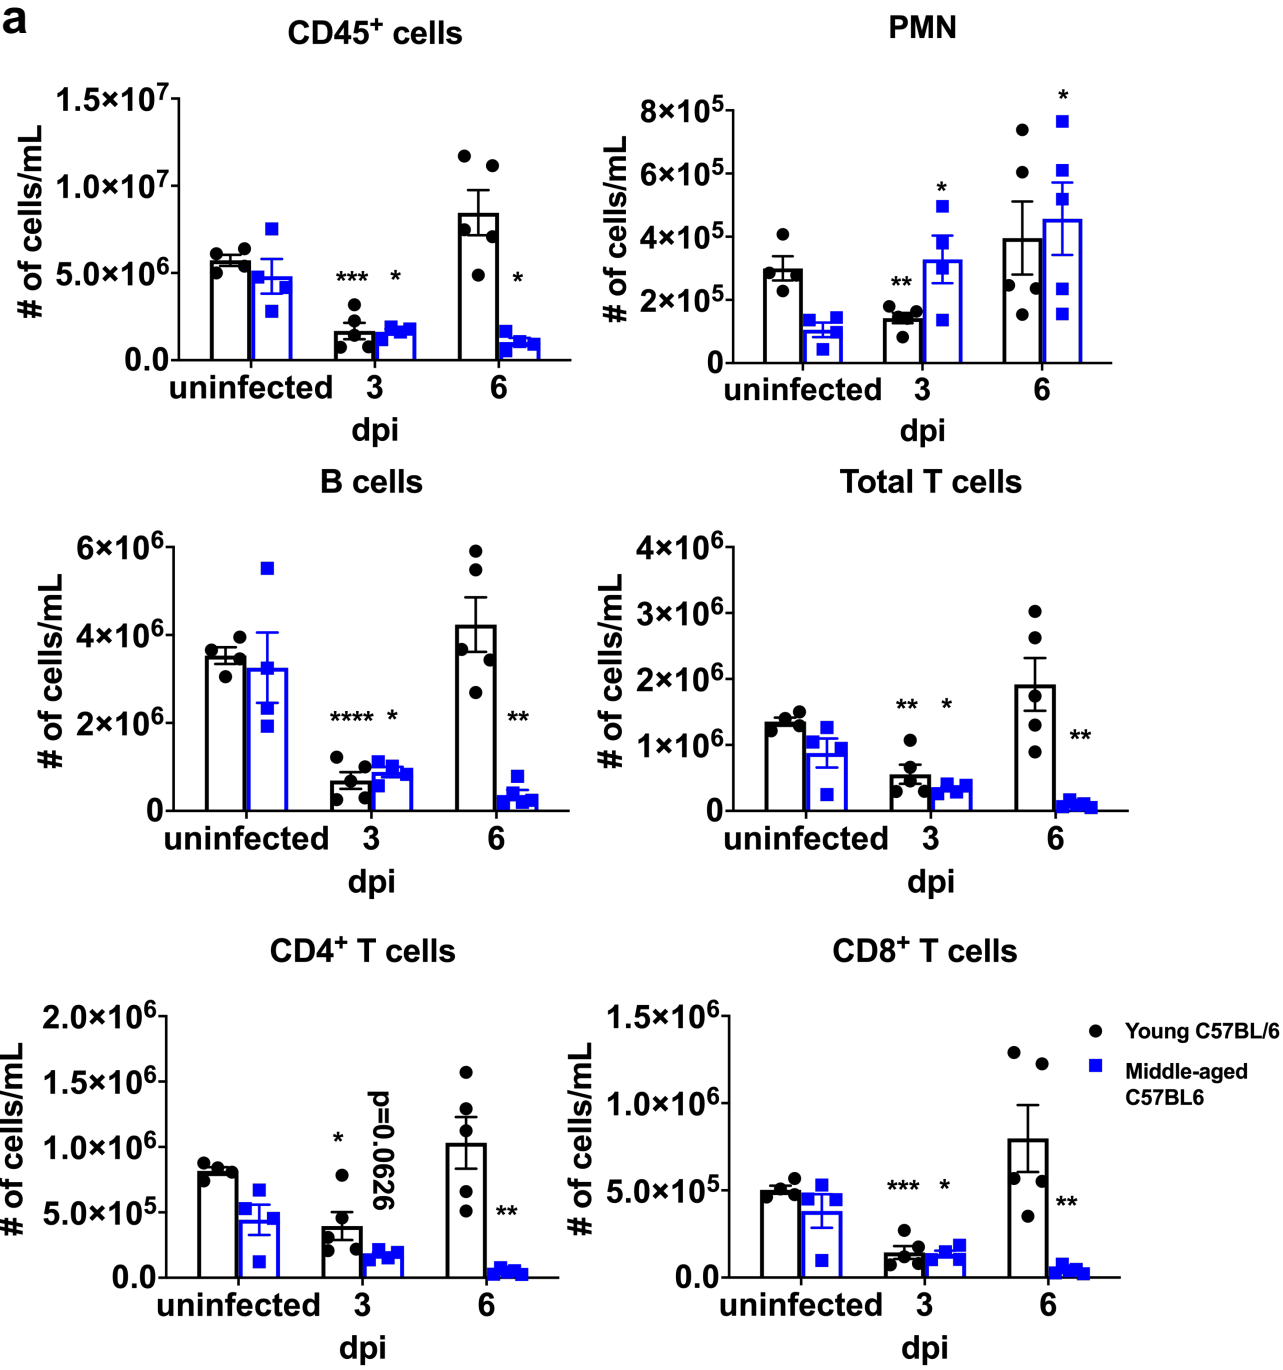 a
CD45⁺ cells
# of cells/mL
1.5×10⁷
1.0×10⁷
5.0×10⁶
0.0
*** * *
uninfected 3 6
dpi
PMN
# of cells/mL
8×10⁵
6×10⁵
4×10⁵
2×10⁵
0
** * *
uninfected 3 6
dpi
B cells
# of cells/mL
6×10⁶
4×10⁶
2×10⁶
0
**** * **
uninfected 3 6
dpi
Total T cells
# of cells/mL
4×10⁶
3×10⁶
2×10⁶
1×10⁶
0
** * **
uninfected 3 6
dpi
CD4⁺ T cells
# of cells/mL
2.0×10⁶
1.5×10⁶
1.0×10⁶
5.0×10⁵
0.0
* p=0.0626 **
uninfected 3 6
dpi
CD8⁺ T cells
# of cells/mL
1.5×10⁶
1.0×10⁶
5.0×10⁵
0.0
*** * **
uninfected 3 6
dpi
Young C57BL/6
Middle-aged
C57BL6